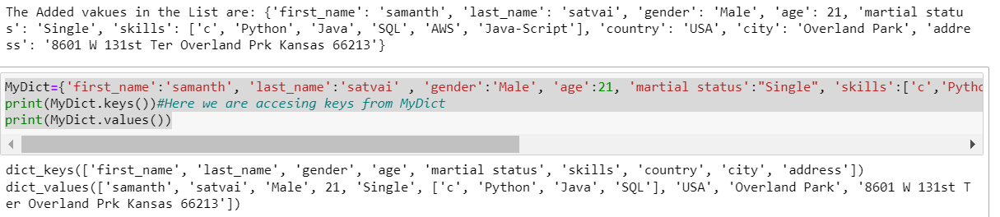 The Added vakues in the List are: {'first_name': 'samanth', 'last_name': 'satvai', 'gender': 'Male', 'age': 21, 'martial statu
s': 'Single', 'skills': ['c', 'Python', 'Java', 'SQL', 'AWS', 'Java-Script'], 'country': 'USA', 'city': 'Overland Park', 'addre
ss': '8601 W 131st Ter Overland Prk Kansas 66213'}
MyDict={'first_name':'samanth', 'last_name':'satvai' , 'gender':'Male', 'age':21, 'martial status':"Single", 'skills':['c','Pytho
print(MyDict.keys())#Here we are accesing keys from MyDict
print(MyDict.values())
dict_keys(['first_name', 'last_name', 'gender', 'age', 'martial status', 'skills', 'country', 'city', 'address'])
dict_values(['samanth', 'satvai', 'Male', 21, 'Single', ['c', 'Python', 'Java', 'SQL'], 'USA', 'Overland Park', '8601 W 131st T
er Overland Prk Kansas 66213'])